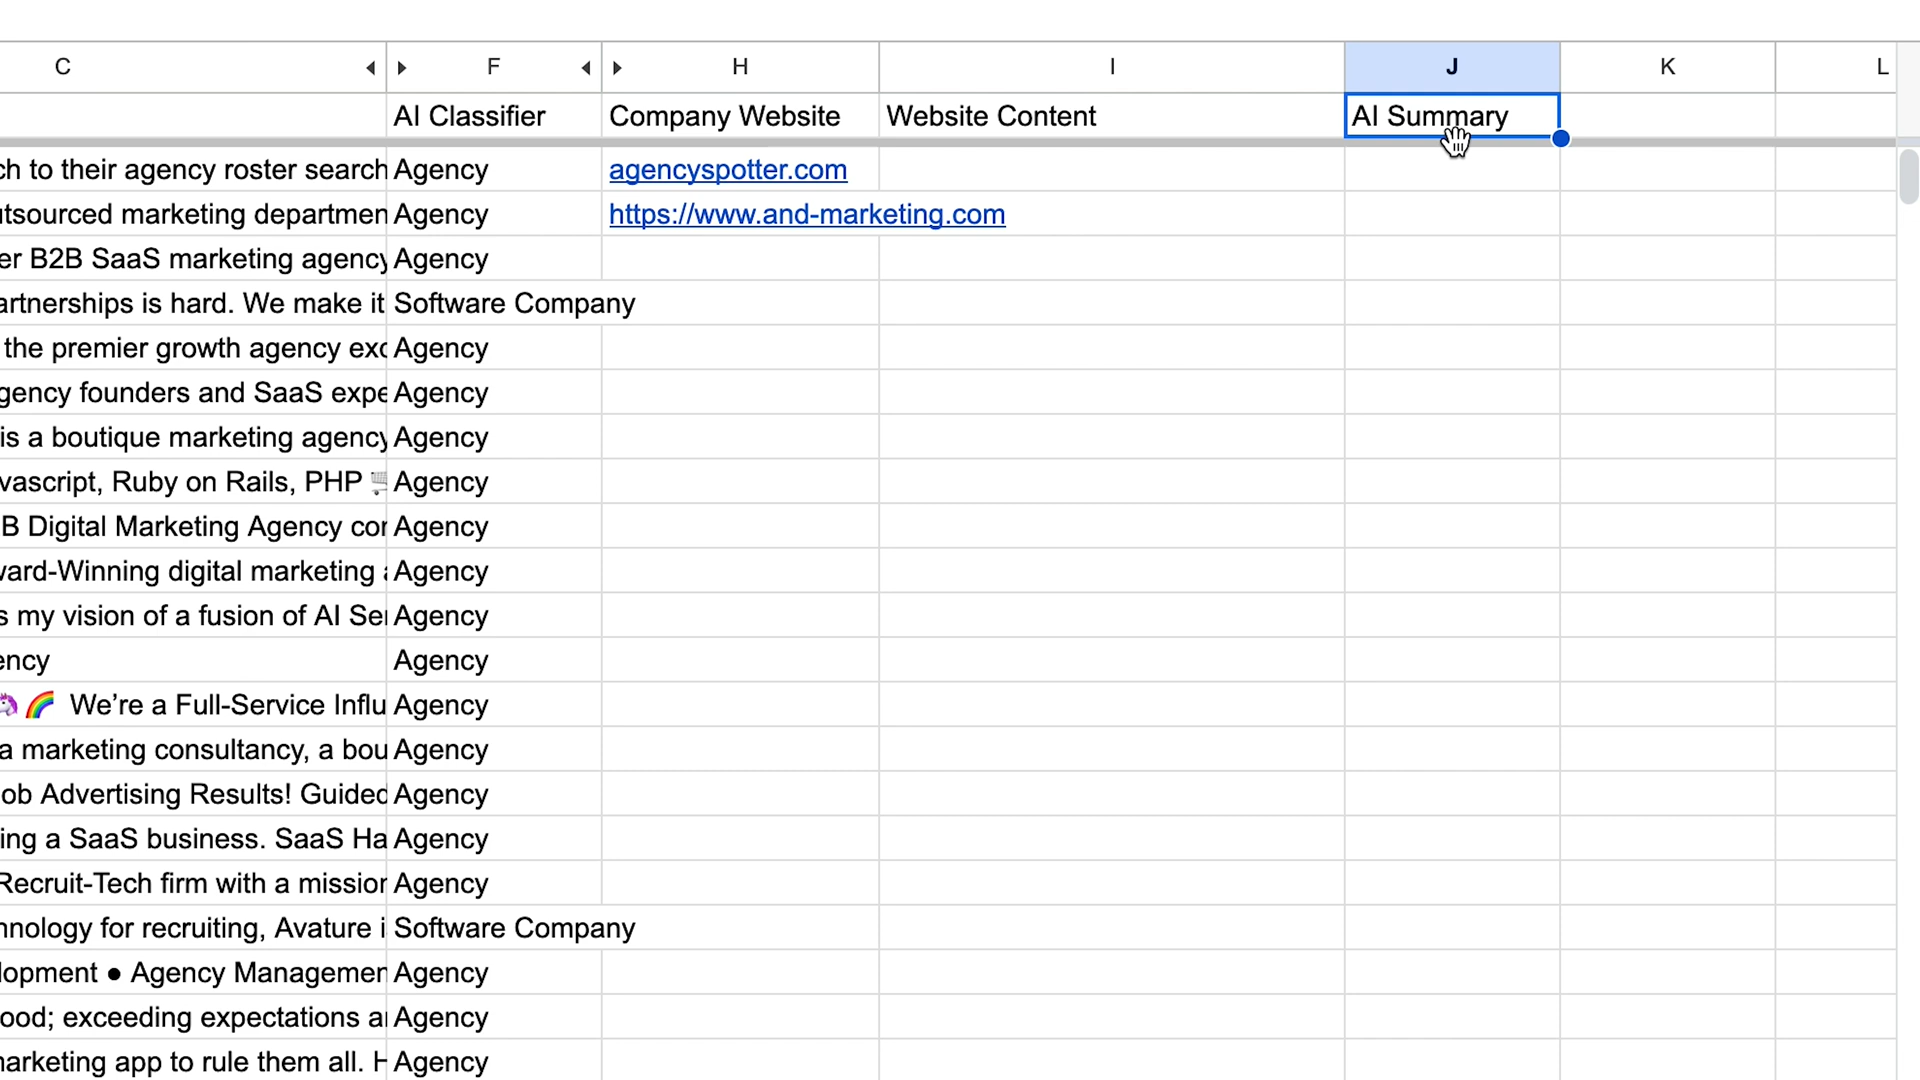 C F H I J K L
AI Classifier Company Website Website Content AI Summary
ch to their agency roster search Agency agencyspotter.com
utsourced marketing departmen Agency https://www.and-marketing.com
er B2B SaaS marketing agency Agency
artnerships is hard. We make it Software Company
the premier growth agency exc Agency
gency founders and SaaS expe Agency
is a boutique marketing agency Agency
vascript, Ruby on Rails, PHP 🛒 Agency
B Digital Marketing Agency cor Agency
vard-Winning digital marketing a Agency
s my vision of a fusion of AI Ser Agency
ency Agency
🦄🌈 We’re a Full-Service Influ Agency
a marketing consultancy, a bou Agency
ob Advertising Results! Guided Agency
ing a SaaS business. SaaS Ha Agency
Recruit-Tech firm with a mission Agency
hnology for recruiting, Avature i Software Company
lopment ● Agency Managemen Agency
ood; exceeding expectations a Agency
marketing app to rule them all. H Agency